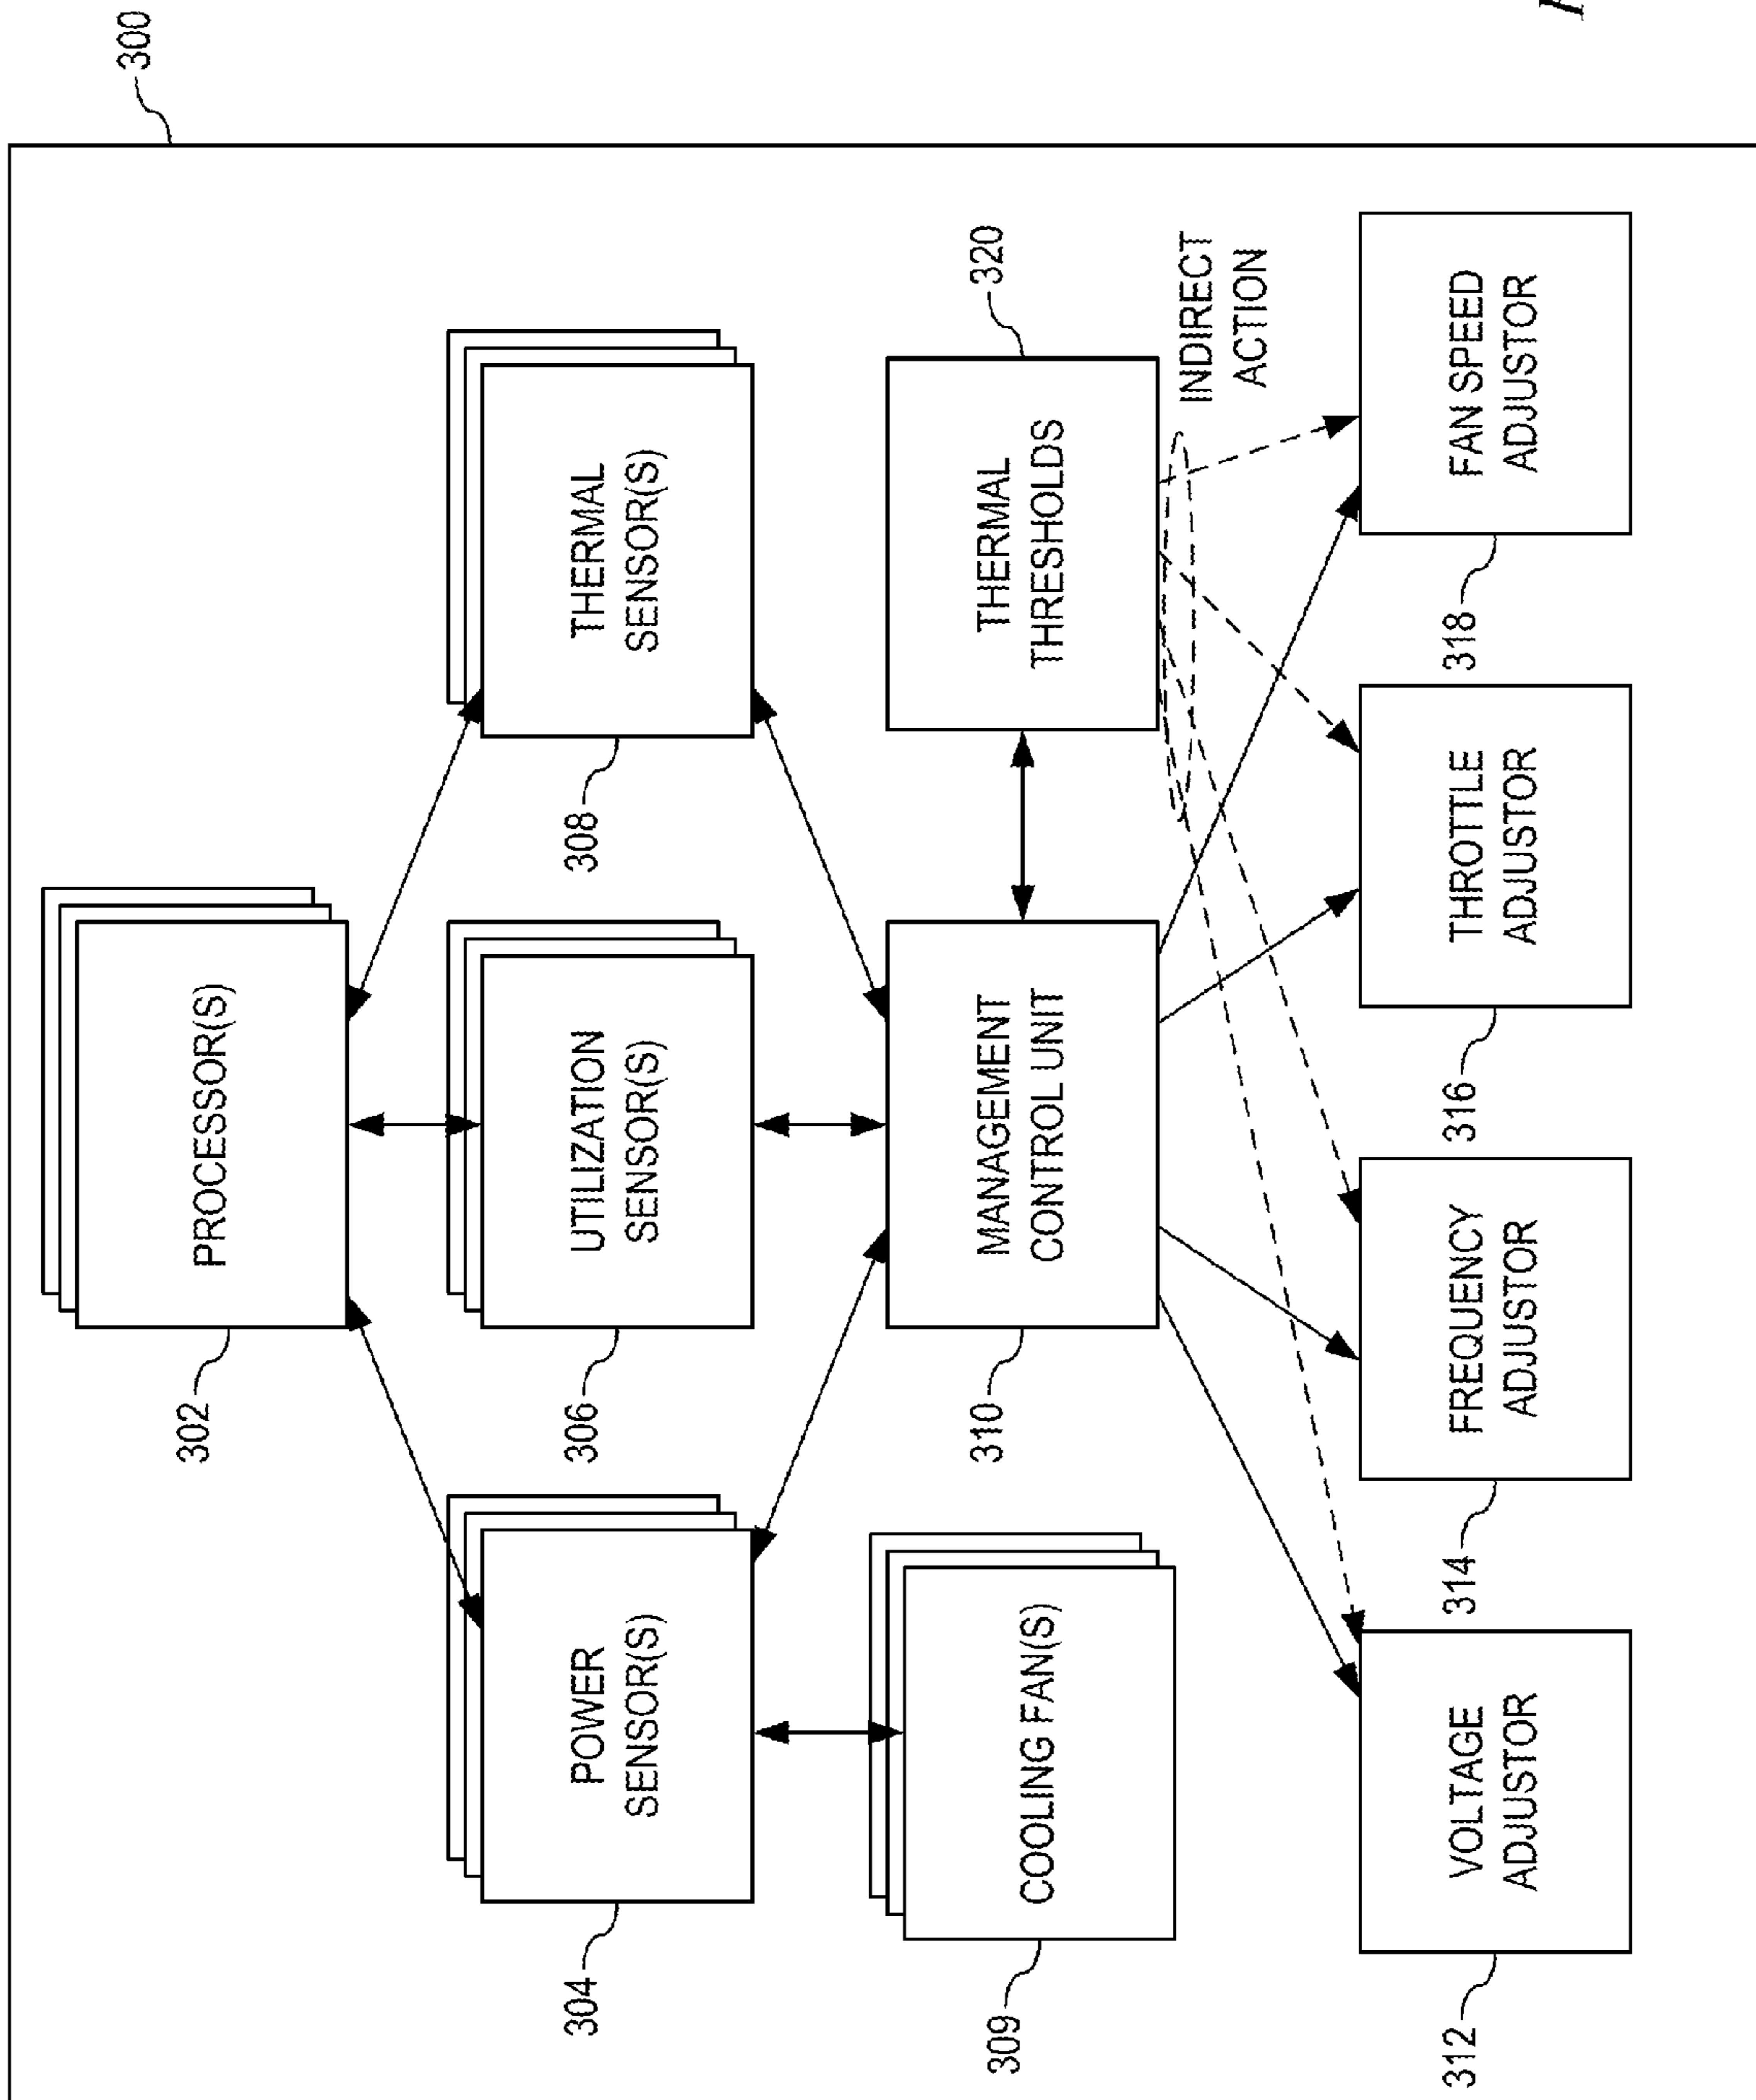 300
PROCESSOR(S)
302
POWER
SENSOR(S)
304
UTILIZATION
SENSOR(S)
306
THERMAL
SENSOR(S)
308
COOLING FAN(S)
309
MANAGEMENT
CONTROL UNIT
310
THERMAL
THRESHOLDS
320
INDIRECT
ACTION
VOLTAGE
ADJUSTOR
312
FREQUENCY
ADJUSTOR
314
THROTTLE
ADJUSTOR
316
FAN SPEED
ADJUSTOR
318